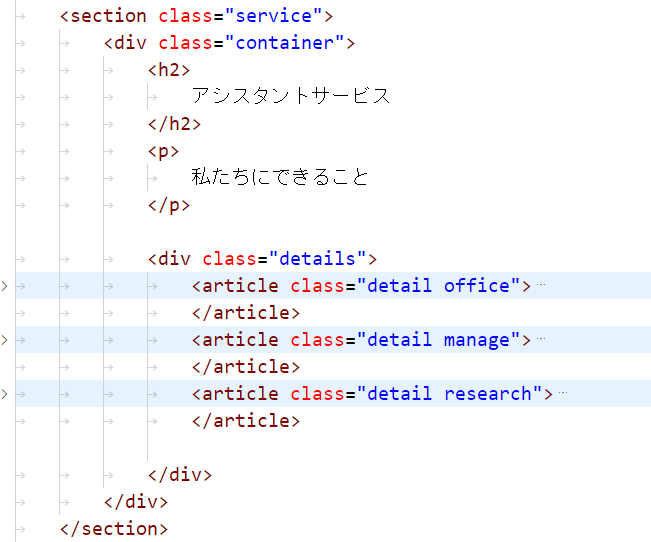 <section class="service">
<div class="container">
<h2>
アシスタントサービス
</h2>
<p>
私たちにできること
</p>
<div class="details">
<article class="detail office">…
</article>
<article class="detail manage">…
</article>
<article class="detail research">…
</article>
</div>
</div>
</section>